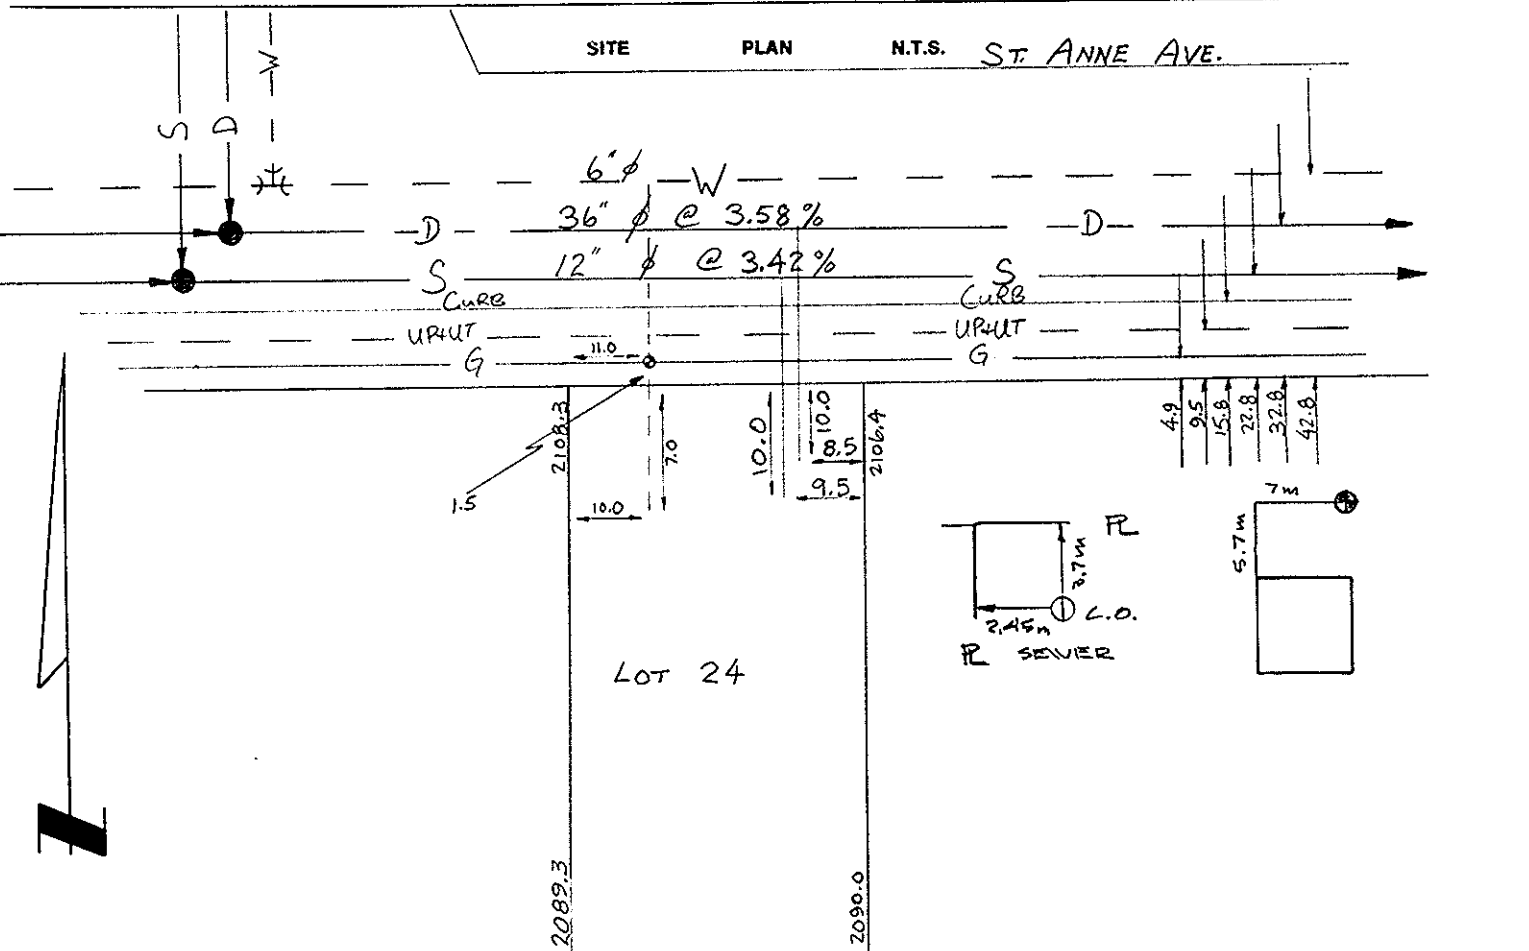 SITE PLAN N.T.S. ST. ANNE AVE.
W
S D
6"ø W
D 36" ø @ 3.58% D
S 12" ø @ 3.42% S
CURB CURB
UP+UT UP+UT
11.0
G G
2106.4
10.0
10.0
8.5
7.0
9.5
10.0
1.5
4.9
9.5
15.8
22.8
32.8
42.8
7m
5.7m
PL
3.7m
C.O.
2.45m
PL SEWER
LOT 24
2089.3
2090.0